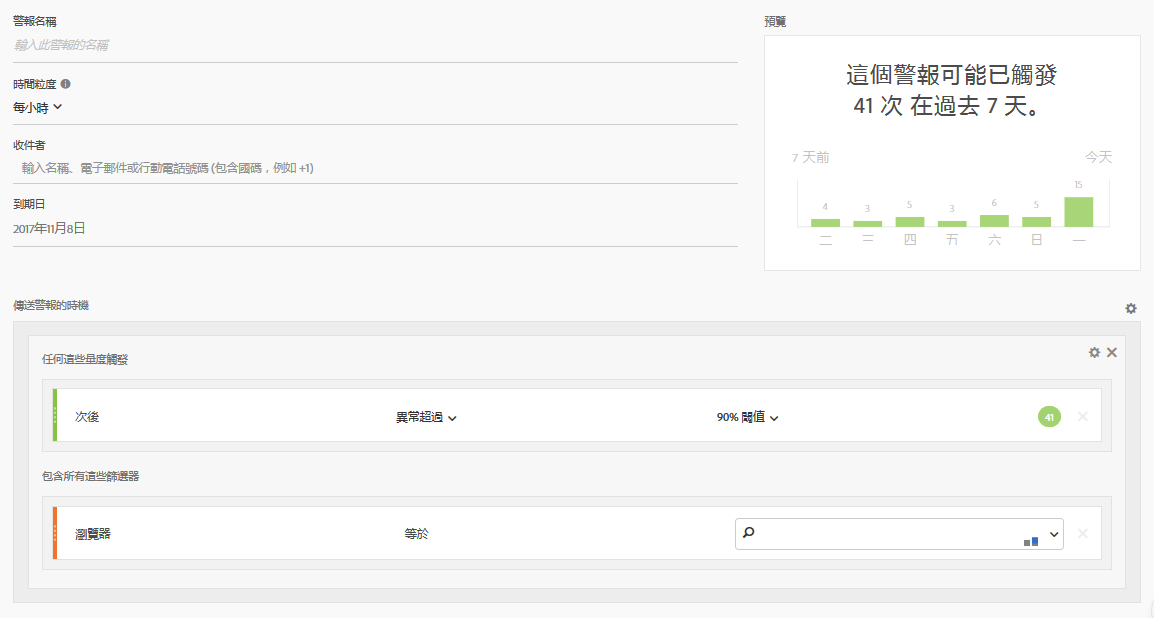 警報名稱
輸入此警報的名稱
時間粒度
每小時
收件者
輸入名稱、電子郵件或行動電話號碼 (包含國碼，例如 +1)
到期日
2017年11月8日
預覽
這個警報可能已觸發
41 次 在過去 7 天。
7 天前 今天
4 3 5 3 6 5 15
二 三 四 五 六 日 一
傳送警報的時機
任何這些量度觸發
次後 異常超過 90% 閾值 41
包含所有這些篩選器
瀏覽器 等於